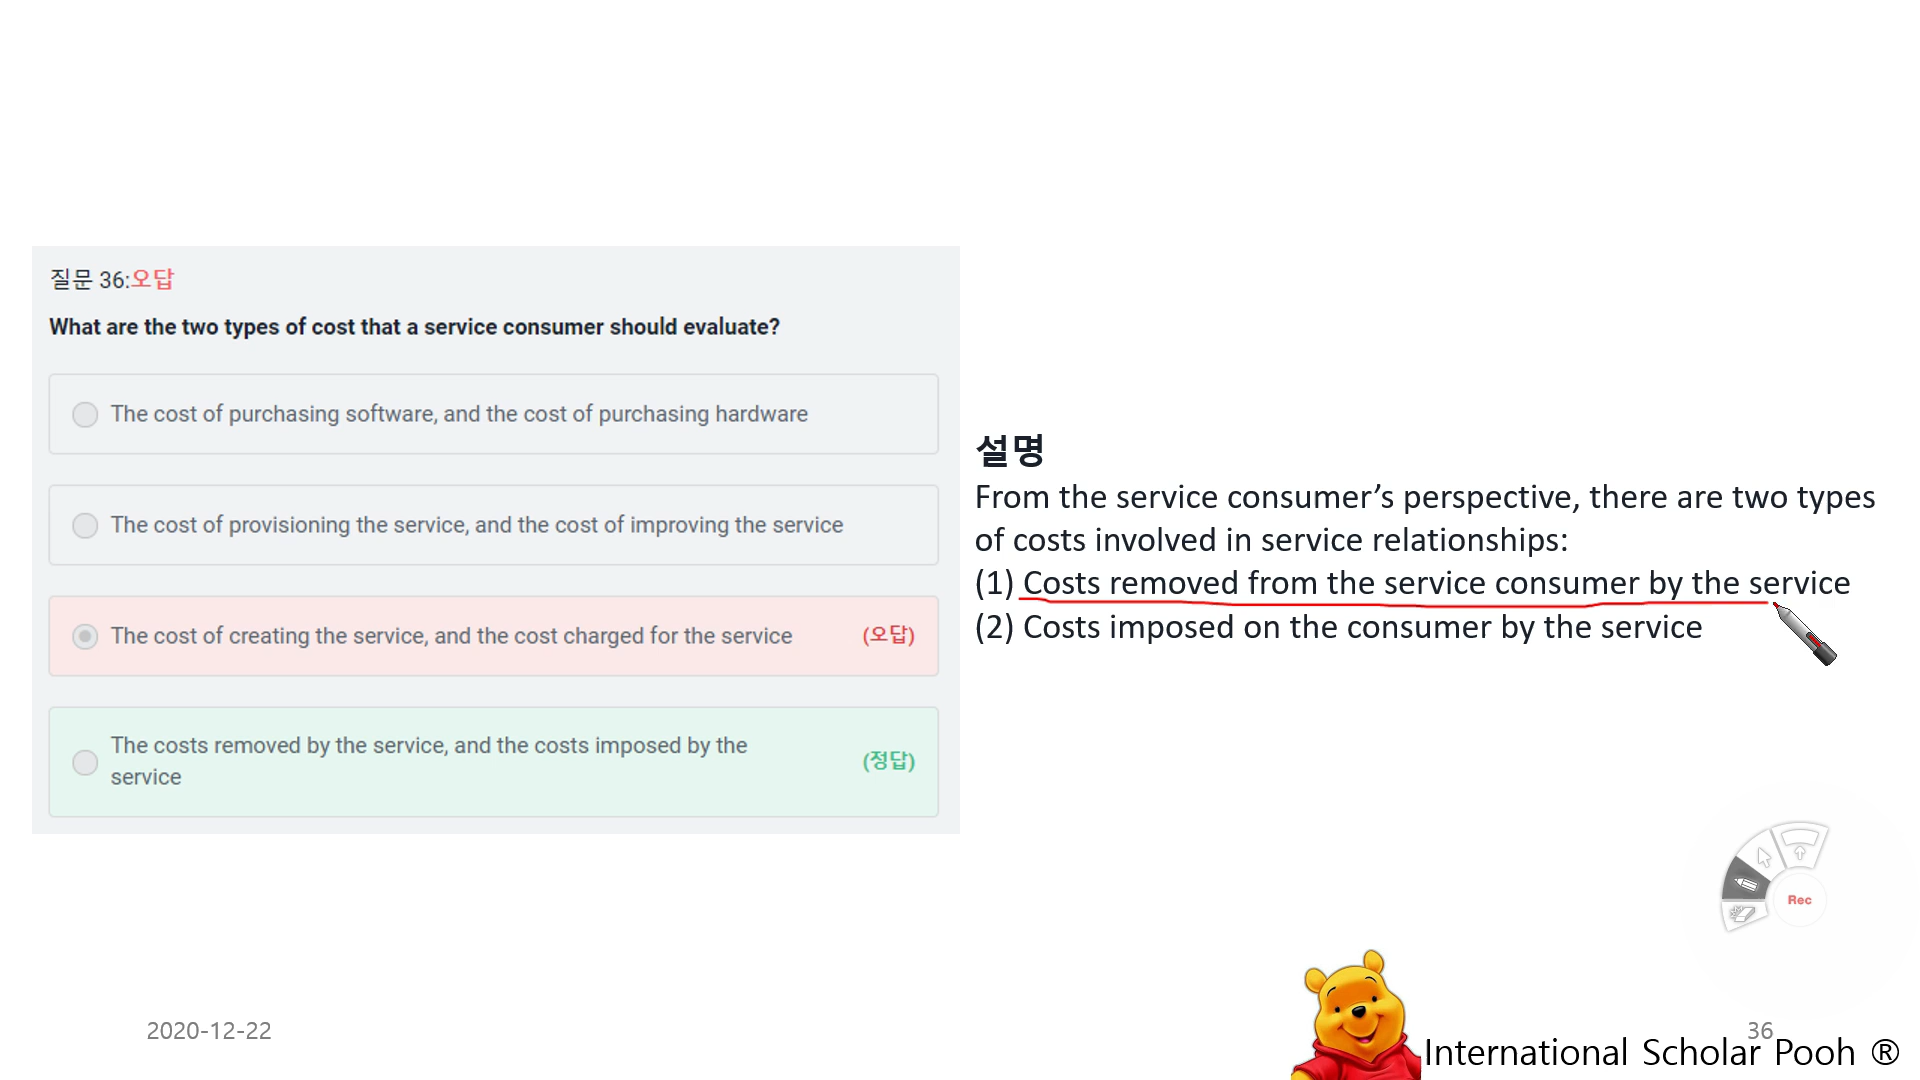 질문 36:오답
What are the two types of cost that a service consumer should evaluate?
The cost of purchasing software, and the cost of purchasing hardware
The cost of provisioning the service, and the cost of improving the service
The cost of creating the service, and the cost charged for the service (오답)
The costs removed by the service, and the costs imposed by the
service
(정답)
설명
From the service consumer’s perspective, there are two types
of costs involved in service relationships:
(1) Costs removed from the service consumer by the service
(2) Costs imposed on the consumer by the service
Rec
2020-12-22
36
International Scholar Pooh ®